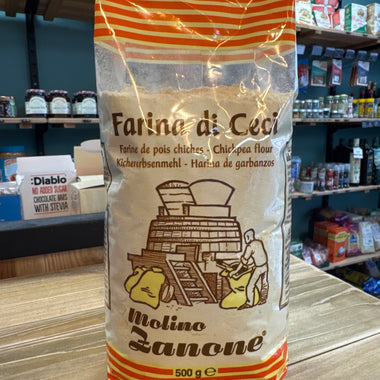 Farina di Ceci
Farine de pois chiches - Chickpea flour
Kichererbsenmehl - Harina de garbanzos
Molino
Zanone®
500 g ℮
:Diablo
NO ADDED SUGAR
CHOCOLATE BARS
WITH STEVIA